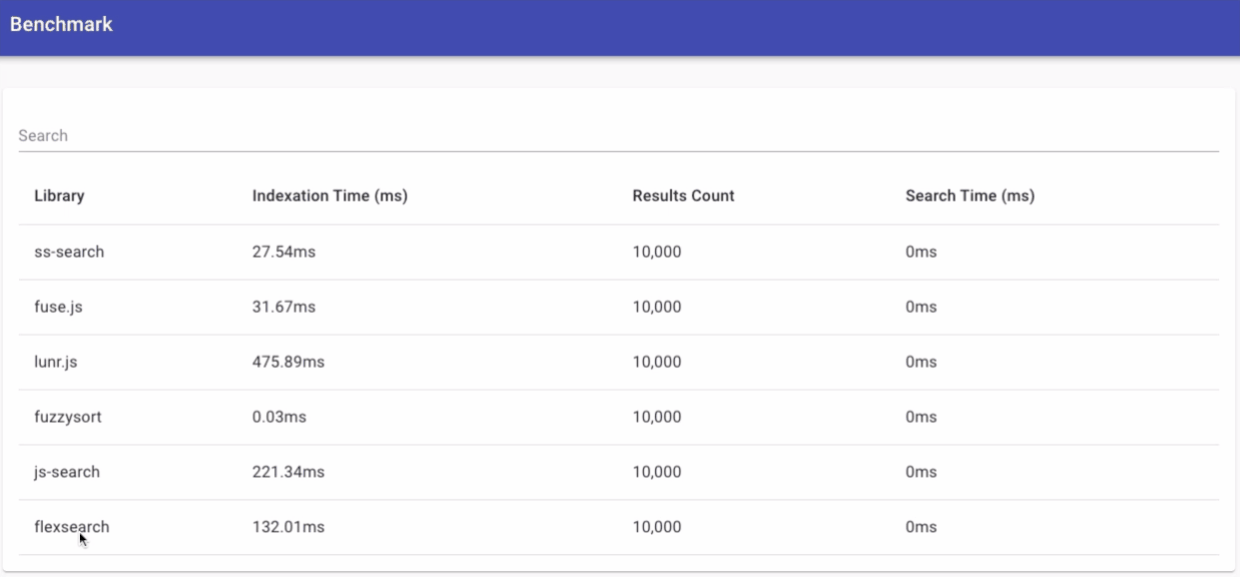 Benchmark
Search
Library Indexation Time (ms) Results Count Search Time (ms)
ss-search 27.54ms 10,000 0ms
fuse.js 31.67ms 10,000 0ms
lunr.js 475.89ms 10,000 0ms
fuzzysort 0.03ms 10,000 0ms
js-search 221.34ms 10,000 0ms
flexsearch 132.01ms 10,000 0ms